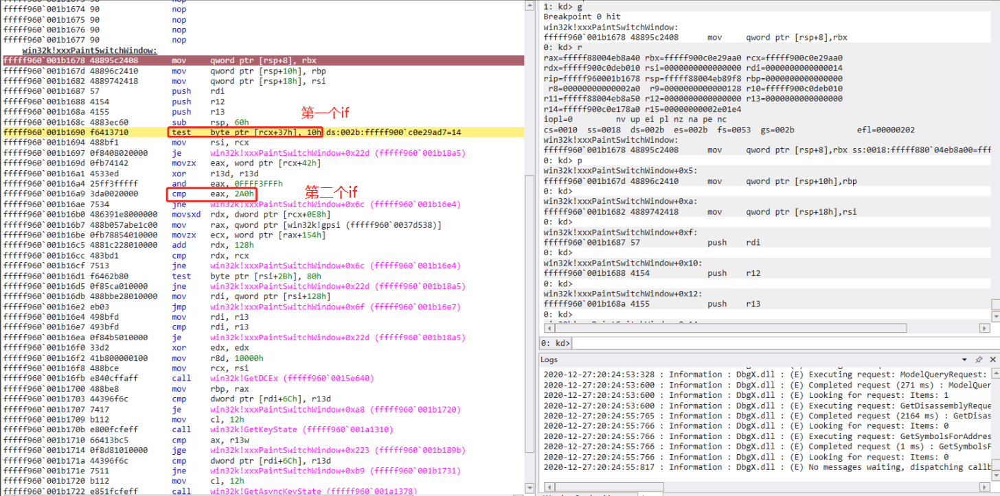 fffff960`001b1674 90 nop
fffff960`001b1675 90 nop
fffff960`001b1676 90 nop
fffff960`001b1677 90 nop
win32k!xxxPaintSwitchWindow:
fffff960`001b1678 48895c2408 mov qword ptr [rsp+8], rbx
fffff960`001b167d 48896c2410 mov qword ptr [rsp+10h], rbp
fffff960`001b1682 4889742418 mov qword ptr [rsp+18h], rsi
fffff960`001b1687 57 push rdi
fffff960`001b1688 4154 push r12
fffff960`001b168a 4155 push r13
第一个if
fffff960`001b168c 4883ec60 sub rsp, 60h
fffff960`001b1690 f6413710 test byte ptr [rcx+37h], 10h ds:002b:fffff900`c0e29ad7=14
fffff960`001b1694 488bf1 mov rsi, rcx
fffff960`001b1697 0f8408020000 je win32k!xxxPaintSwitchWindow+0x22d (fffff960`001b18a5)
fffff960`001b169d 0fb74142 movzx eax, word ptr [rcx+42h]
fffff960`001b16a1 4533ed xor r13d, r13d
fffff960`001b16a4 25ff3fffff and eax, 0FFFF3FFFh
fffff960`001b16a9 3da0020000 cmp eax, 2A0h
第二个if
fffff960`001b16ae 7534 jne win32k!xxxPaintSwitchWindow+0x6c (fffff960`001b16e4)
fffff960`001b16b0 486391e8000000 movsxd rdx, dword ptr [rcx+0E8h]
fffff960`001b16b7 488b057abe1c00 mov rax, qword ptr [win32k!gpsi (fffff960`0037d538)]
fffff960`001b16be 0fb78854010000 movzx ecx, word ptr [rax+154h]
fffff960`001b16c5 4881c228010000 add rdx, 128h
fffff960`001b16cc 483bd1 cmp rdx, rcx
fffff960`001b16cf 7513 jne win32k!xxxPaintSwitchWindow+0x6c (fffff960`001b16e4)
fffff960`001b16d1 f6462b80 test byte ptr [rsi+2Bh], 80h
fffff960`001b16d5 0f85ca010000 jne win32k!xxxPaintSwitchWindow+0x22d (fffff960`001b18a5)
fffff960`001b16db 488bbe28010000 mov rdi, qword ptr [rsi+128h]
fffff960`001b16e2 eb03 jmp win32k!xxxPaintSwitchWindow+0x6f (fffff960`001b16e7)
fffff960`001b16e4 498bfd mov rdi, r13
fffff960`001b16e7 493bfd cmp rdi, r13
fffff960`001b16ea 0f84b5010000 je win32k!xxxPaintSwitchWindow+0x22d (fffff960`001b18a5)
fffff960`001b16f0 33d2 xor edx, edx
fffff960`001b16f2 41b800000100 mov r8d, 10000h
fffff960`001b16f8 488bce mov rcx, rsi
fffff960`001b16fb e840cffaff call win32k!GetDCEx (fffff960`0015e640)
fffff960`001b1700 488be8 mov rbp, rax
fffff960`001b1703 44396f6c cmp dword ptr [rdi+6Ch], r13d
fffff960`001b1707 7417 je win32k!xxxPaintSwitchWindow+0xa8 (fffff960`001b1720)
fffff960`001b1709 b112 mov cl, 12h
fffff960`001b170b e800fcfeff call win32k!GetKeyState (fffff960`001a1310)
fffff960`001b1710 66413bc5 cmp ax, r13w
fffff960`001b1714 0f8d81010000 jge win32k!xxxPaintSwitchWindow+0x223 (fffff960`001b189b)
fffff960`001b171a 44396f6c cmp dword ptr [rdi+6Ch], r13d
fffff960`001b171e 7511 jne win32k!xxxPaintSwitchWindow+0xb9 (fffff960`001b1731)
fffff960`001b1720 b112 mov cl, 12h
fffff960`001b1722 e851fcfeff call win32k!GetAsyncKeyState (fffff960`001a1378)
1: kd> g
Breakpoint 0 hit
win32k!xxxPaintSwitchWindow:
fffff960`001b1678 48895c2408 mov qword ptr [rsp+8],rbx
0: kd> r
rax=fffff88004eb8a40 rbx=fffff900c0e29aa0 rcx=fffff900c0e29aa0
rdx=fffff900c0deb010 rsi=0000000000000000 rdi=0000000000000014
rip=fffff960001b1678 rsp=fffff88004eb89f8 rbp=0000000000000000
r8=00000000000002a0 r9=0000000000000128 r10=fffff900c0deb010
r11=fffff88004eb8a50 r12=0000000000000000 r13=0000000000000000
r14=fffff900c0e178a0 r15=00000000002e01e4
iopl=0 nv up ei pl nz na pe nc
cs=0010 ss=0018 ds=002b es=002b fs=0053 gs=002b efl=00000202
win32k!xxxPaintSwitchWindow:
fffff960`001b1678 48895c2408 mov qword ptr [rsp+8],rbx ss:0018:fffff880`04eb8a00=fff
0: kd> p
win32k!xxxPaintSwitchWindow+0x5:
fffff960`001b167d 48896c2410 mov qword ptr [rsp+10h],rbp
0: kd>
win32k!xxxPaintSwitchWindow+0xa:
fffff960`001b1682 4889742418 mov qword ptr [rsp+18h],rsi
0: kd>
win32k!xxxPaintSwitchWindow+0xf:
fffff960`001b1687 57 push rdi
0: kd>
win32k!xxxPaintSwitchWindow+0x10:
fffff960`001b1688 4154 push r12
0: kd>
win32k!xxxPaintSwitchWindow+0x12:
fffff960`001b168a 4155 push r13
0: kd>
0: kd>
Logs
2020-12-27:20:24:53:328 : Information : DbgX.dll : (E) Executing request: ModelQueryRequest:
2020-12-27:20:24:53:600 : Information : DbgX.dll : (E) Completed request (271 ms) : ModelQuer
2020-12-27:20:24:53:600 : Information : DbgX.dll : (E) Looking for request: Items: 1
2020-12-27:20:24:53:600 : Information : DbgX.dll : (E) Executing request: GetDisassemblyReque
2020-12-27:20:24:55:765 : Information : DbgX.dll : (E) Completed request (2164 ms) : GetDisas
2020-12-27:20:24:55:766 : Information : DbgX.dll : (E) Looking for request: Items: 0
2020-12-27:20:24:55:766 : Information : DbgX.dll : (E) Executing request: GetSymbolsForAddres
2020-12-27:20:24:55:766 : Information : DbgX.dll : (E) Completed request (1 ms) : GetSymbolsF
2020-12-27:20:24:55:766 : Information : DbgX.dll : (E) Looking for request: Items: 0
2020-12-27:20:24:55:817 : Information : DbgX.dll : (E) No messages waiting, dispatching callb